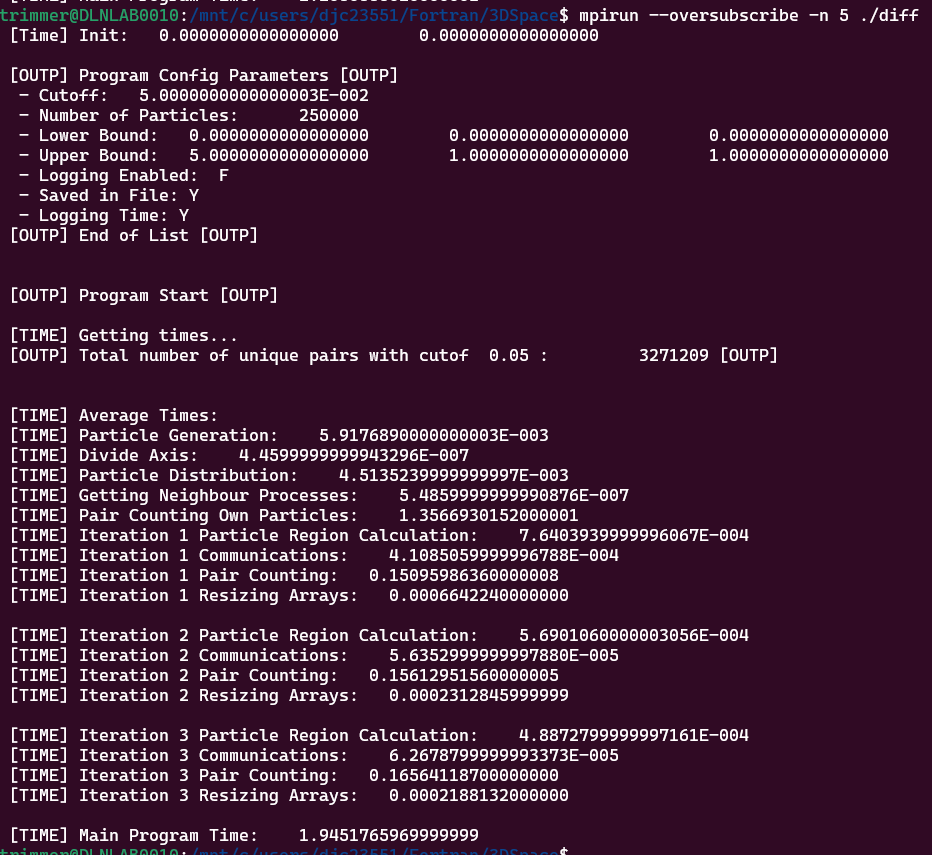 [TIME] Main Program Time:
trimmer@DLNLAB0010:/mnt/c/users/djc23551/Fortran/3DSpace$ mpirun --oversubscribe -n 5 ./diff
[Time] Init:   0.0000000000000000        0.0000000000000000
[OUTP] Program Config Parameters [OUTP]
– Cutoff:   5.0000000000000003E-002
– Number of Particles:      250000
– Lower Bound:   0.0000000000000000        0.0000000000000000        0.0000000000000000
– Upper Bound:   5.0000000000000000        1.0000000000000000        1.0000000000000000
– Logging Enabled:  F
– Saved in File: Y
– Logging Time: Y
[OUTP] End of List [OUTP]
[OUTP] Program Start [OUTP]
[TIME] Getting times...
[OUTP] Total number of unique pairs with cutof  0.05 :         3271209 [OUTP]
[TIME] Average Times:
[TIME] Particle Generation:    5.9176890000000003E-003
[TIME] Divide Axis:    4.4599999999943296E-007
[TIME] Particle Distribution:    4.5135239999999997E-003
[TIME] Getting Neighbour Processes:    5.4859999999990876E-007
[TIME] Pair Counting Own Particles:    1.3566930152000001
[TIME] Iteration 1 Particle Region Calculation:    7.6403939999996067E-004
[TIME] Iteration 1 Communications:    4.1085059999996788E-004
[TIME] Iteration 1 Pair Counting:   0.15095986360000008
[TIME] Iteration 1 Resizing Arrays:   0.0006642240000000
[TIME] Iteration 2 Particle Region Calculation:    5.6901060000003056E-004
[TIME] Iteration 2 Communications:    5.6352999999997880E-005
[TIME] Iteration 2 Pair Counting:   0.15612951560000005
[TIME] Iteration 2 Resizing Arrays:   0.0002312845999999
[TIME] Iteration 3 Particle Region Calculation:    4.8872799999997161E-004
[TIME] Iteration 3 Communications:    6.2678799999993373E-005
[TIME] Iteration 3 Pair Counting:   0.16564118700000000
[TIME] Iteration 3 Resizing Arrays:   0.0002188132000000
[TIME] Main Program Time:    1.9451765969999999
trimmer@DLNLAB0010:/mnt/c/users/djc23551/Fortran/3DSpace$